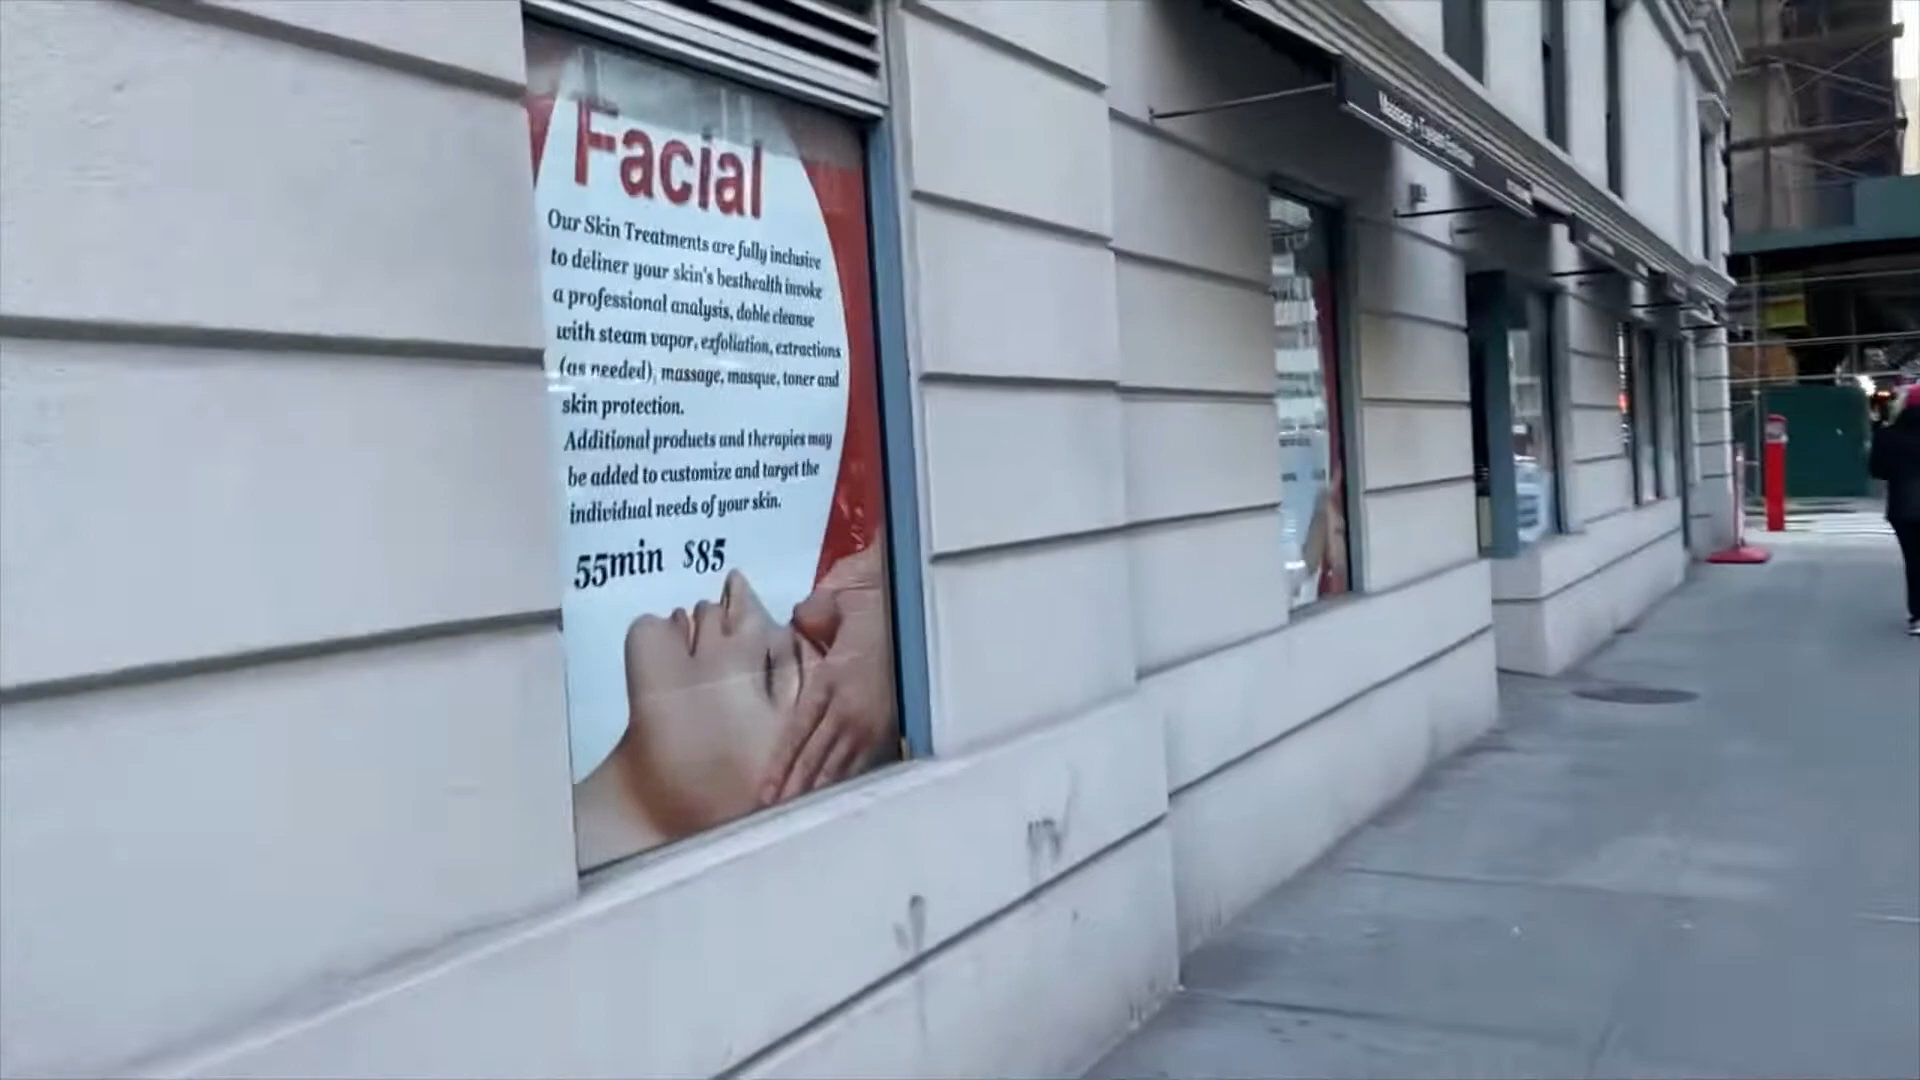 Facial
Our Skin Treatments are fully inclusive
to deliner your skin's besthealth invoke
a professional analysis, doble cleanse
with steam vapor, exfoliation, extractions
(as needed), massage, masque, toner and
skin protection.
Additional products and therapies may
be added to customize and target the
individual needs of your skin.
55min $85
Massage